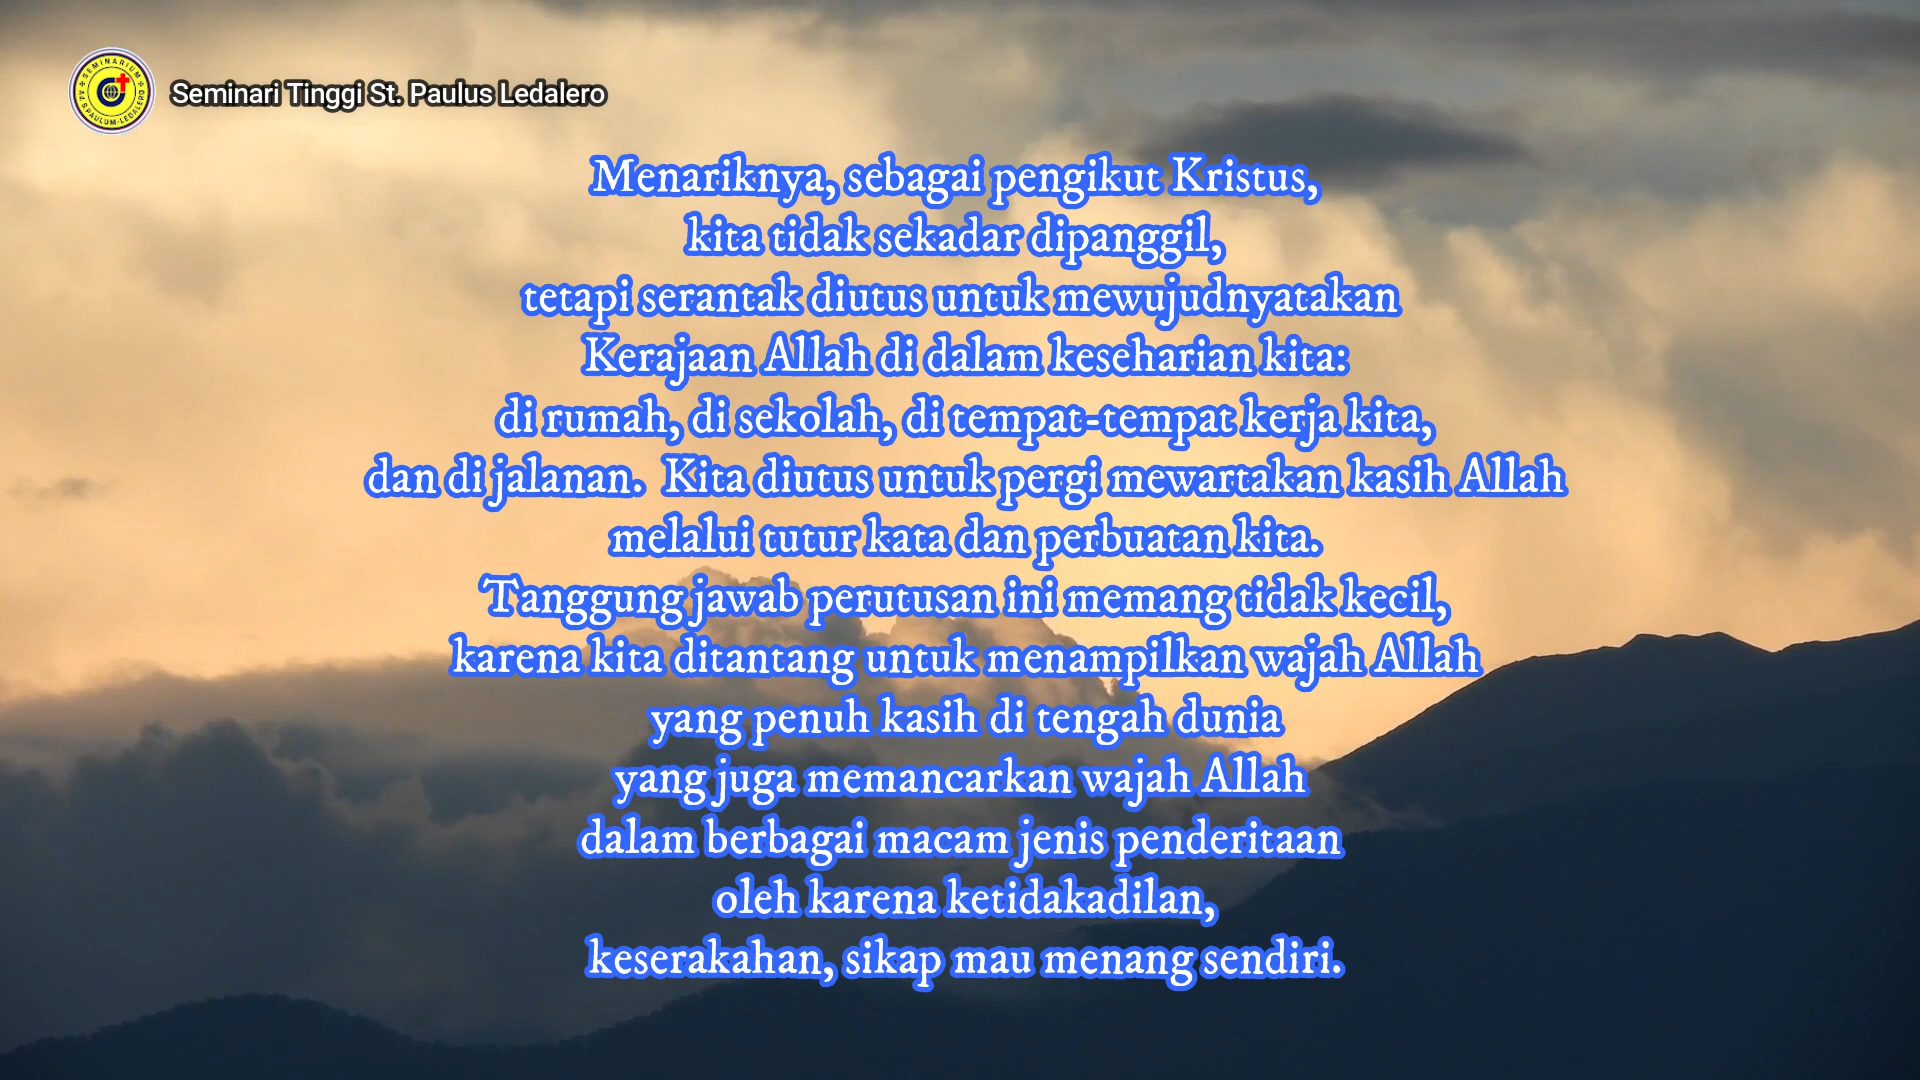 SEMINARIUM
AD. S. PAULUM - LEDALERO
Seminari Tinggi St. Paulus Ledalero
Menariknya, sebagai pengikut Kristus,
kita tidak sekadar dipanggil,
tetapi serantak diutus untuk mewujudnyatakan
Kerajaan Allah di dalam keseharian kita:
di rumah, di sekolah, di tempat-tempat kerja kita,
dan di jalanan.  Kita diutus untuk pergi mewartakan kasih Allah
melalui tutur kata dan perbuatan kita.
Tanggung jawab perutusan ini memang tidak kecil,
karena kita ditantang untuk menampilkan wajah Allah
yang penuh kasih di tengah dunia
yang juga memancarkan wajah Allah
dalam berbagai macam jenis penderitaan
oleh karena ketidakadilan,
keserakahan, sikap mau menang sendiri.